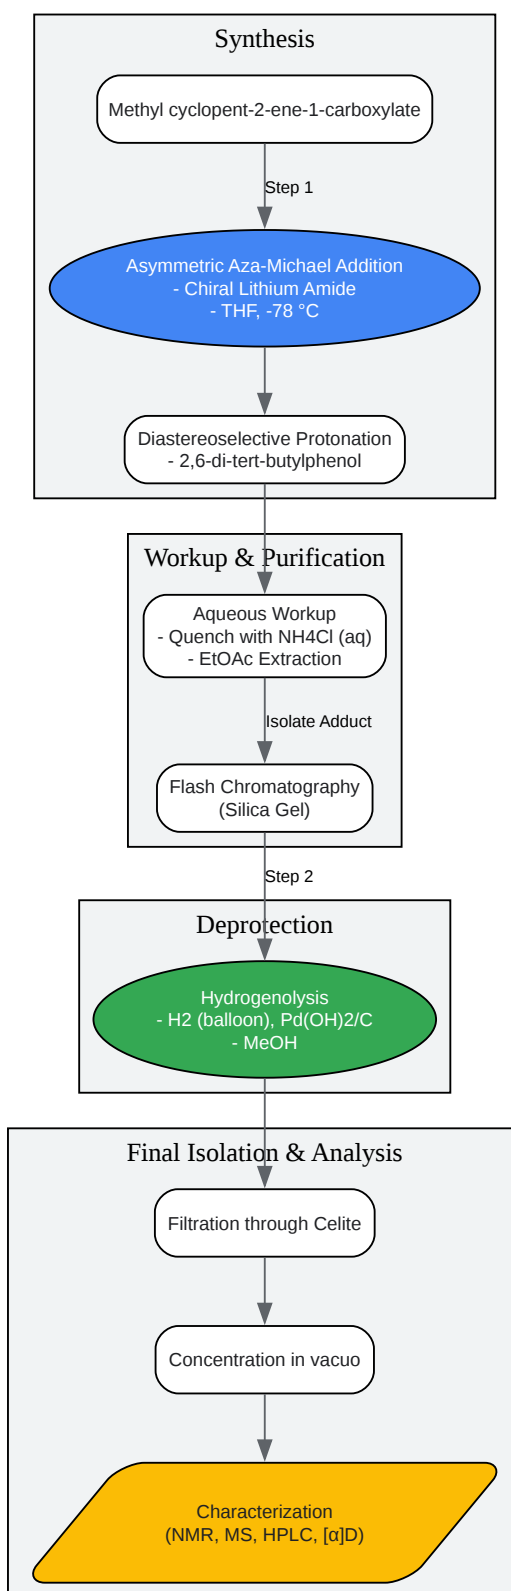 Synthesis
Methyl cyclopent-2-ene-1-carboxylate
Step 1
Asymmetric Aza-Michael Addition
- Chiral Lithium Amide
- THF, -78 °C
Diastereoselective Protonation
- 2,6-di-tert-butylphenol
Workup & Purification
Aqueous Workup
- Quench with NH4Cl (aq)
- EtOAc Extraction
Isolate Adduct
Flash Chromatography
(Silica Gel)
Step 2
Deprotection
Hydrogenolysis
- H2 (balloon), Pd(OH)2/C
- MeOH
Final Isolation & Analysis
Filtration through Celite
Concentration in vacuo
Characterization
(NMR, MS, HPLC, [α]D)